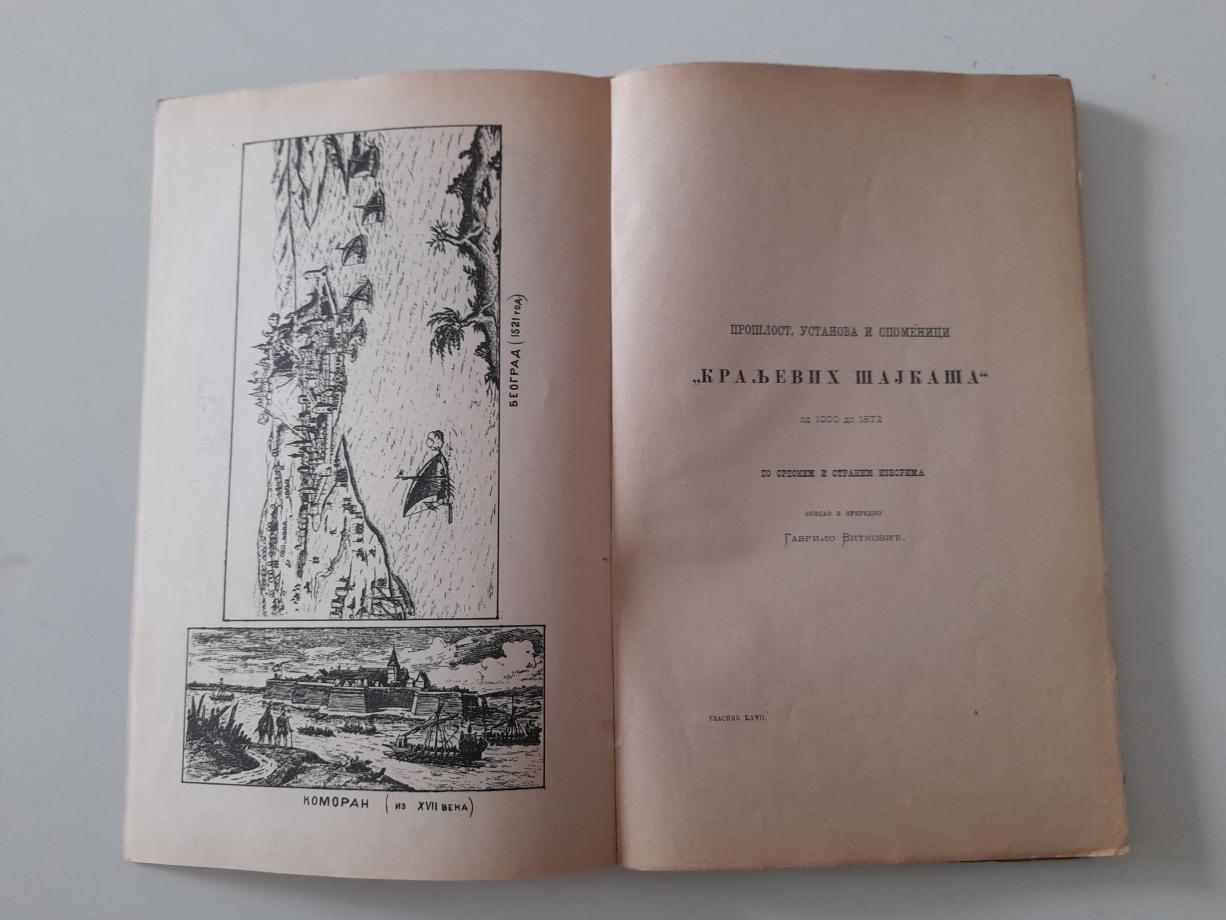 БЕОГРАД (1521 год)
КОМОРАН (ИЗ XVII ВЕКА)
ПРОШЛОСТ, УСТАНОВА И СПОМЕНИЦИ
„КРАЉЕВИХ ШАЈКАША“
од 1000 до 1872
ПО СРПСКИМ И СТРАНИМ ИЗВОРИМА
ОПИСАО И ПРИРЕДИО
Гаврило Витковић.
ГЛАСНИК LXVII.